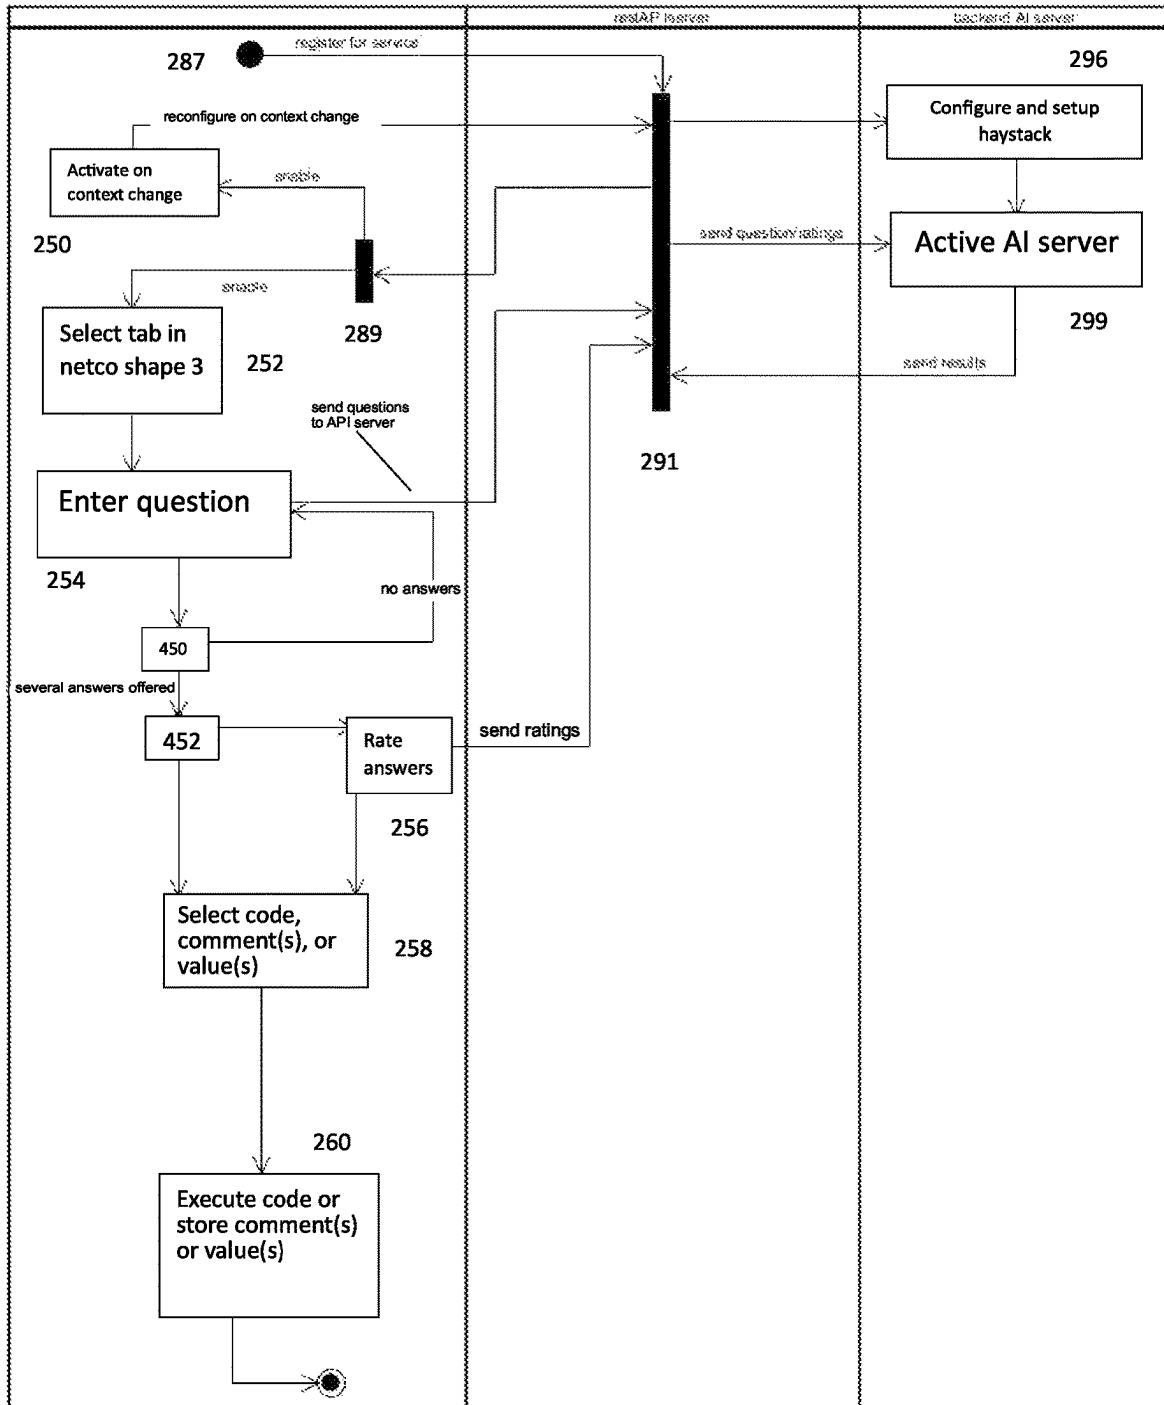 restAP Iserver
backend AI server
register for service
287
296
reconfigure on context change
Configure and setup
haystack
Activate on
context change
enable
250
send question/ratings
Active AI server
enable
289
299
Select tab in
netco shape 3
252
send results
send questions
to API server
291
Enter question
254
no answers
450
several answers offered
452
send ratings
Rate
answers
256
Select code,
comment(s), or
value(s)
258
260
Execute code or
store comment(s)
or value(s)